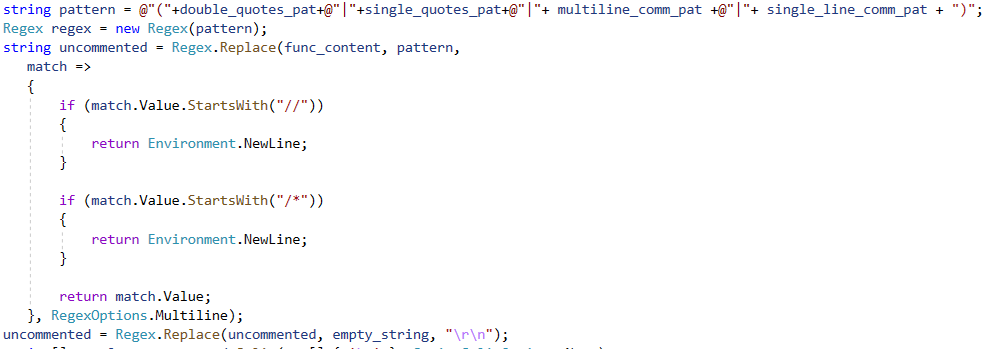 string pattern = @"("+double_quotes_pat+@"|"+single_quotes_pat+@"|"+ multiline_comm_pat +@"|"+ single_line_comm_pat + ")";
Regex regex = new Regex(pattern);
string uncommented = Regex.Replace(func_content, pattern,
match =>
{
if (match.Value.StartsWith("//"))
{
return Environment.NewLine;
}
if (match.Value.StartsWith("/*"))
{
return Environment.NewLine;
}
return match.Value;
}, RegexOptions.Multiline);
uncommented = Regex.Replace(uncommented, empty_string, "\r\n");